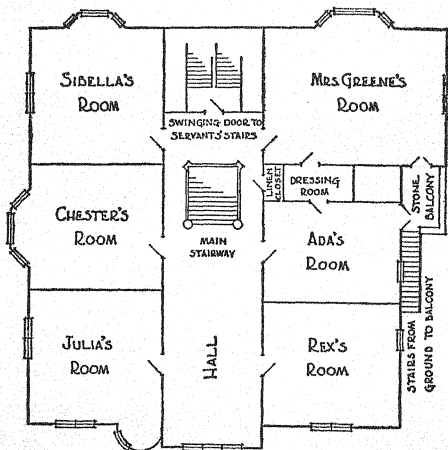 SIBELLA'S
ROOM
MRS. GREENE'S
ROOM
SWINGING DOOR TO
SERVANTS' STAIRS
LINEN
CLOSET
DRESSING
ROOM
STONE
BALCONY
CHESTER'S
ROOM
MAIN
STAIRWAY
ADA'S
ROOM
JULIA'S
ROOM
HALL
REX'S
ROOM
STAIRS FROM
GROUND TO BALCONY